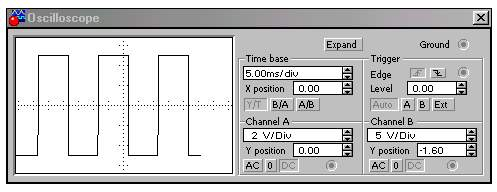 Oscilloscope
Expand
Ground
Time base
5.00ms/div
X position 0.00
Y/T B/A A/B
Trigger
Edge
Level 0.00
Auto A B Ext
Channel A
2 V/Div
Y position 0.00
AC 0 DC
Channel B
5 V/Div
Y position -1.60
AC 0 DC